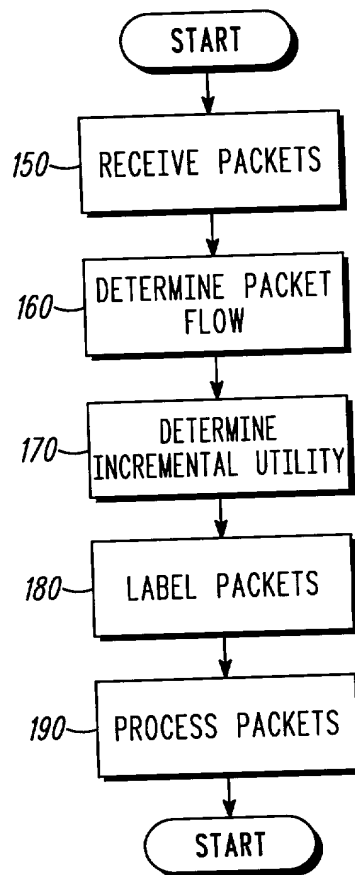 START
150 RECEIVE PACKETS
160 DETERMINE PACKET
FLOW
170 DETERMINE
INCREMENTAL UTILITY
180 LABEL PACKETS
190 PROCESS PACKETS
START